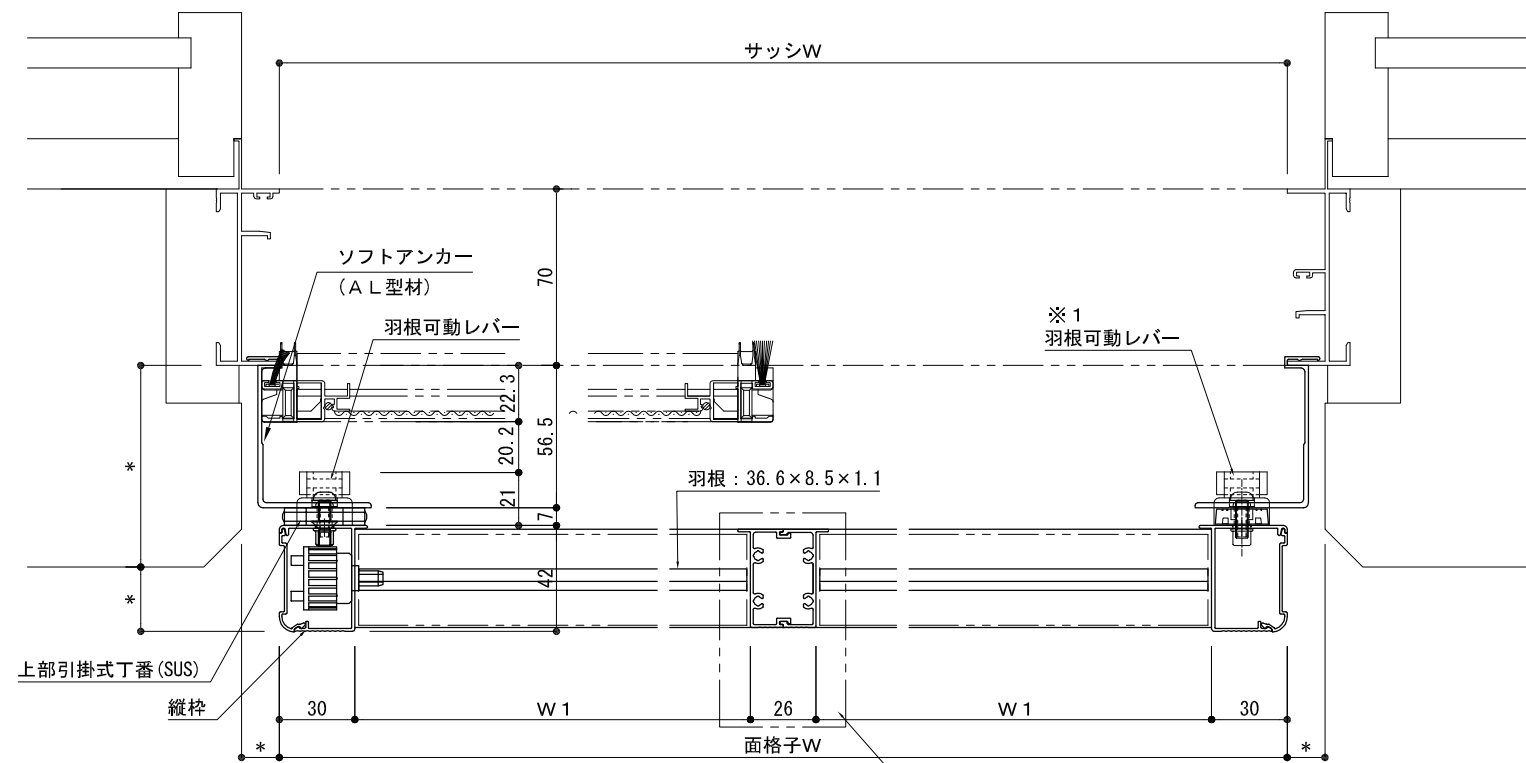 サッシW
ソフトアンカー
(AL型材)
70
羽根可動レバー
※1
羽根可動レバー
22.3
56.5
20.2
*
羽根：36.6×8.5×1.1
21
7
42
*
上部引掛式丁番(SUS)
縦枠
30
W1
26
W1
30
*
面格子W
*